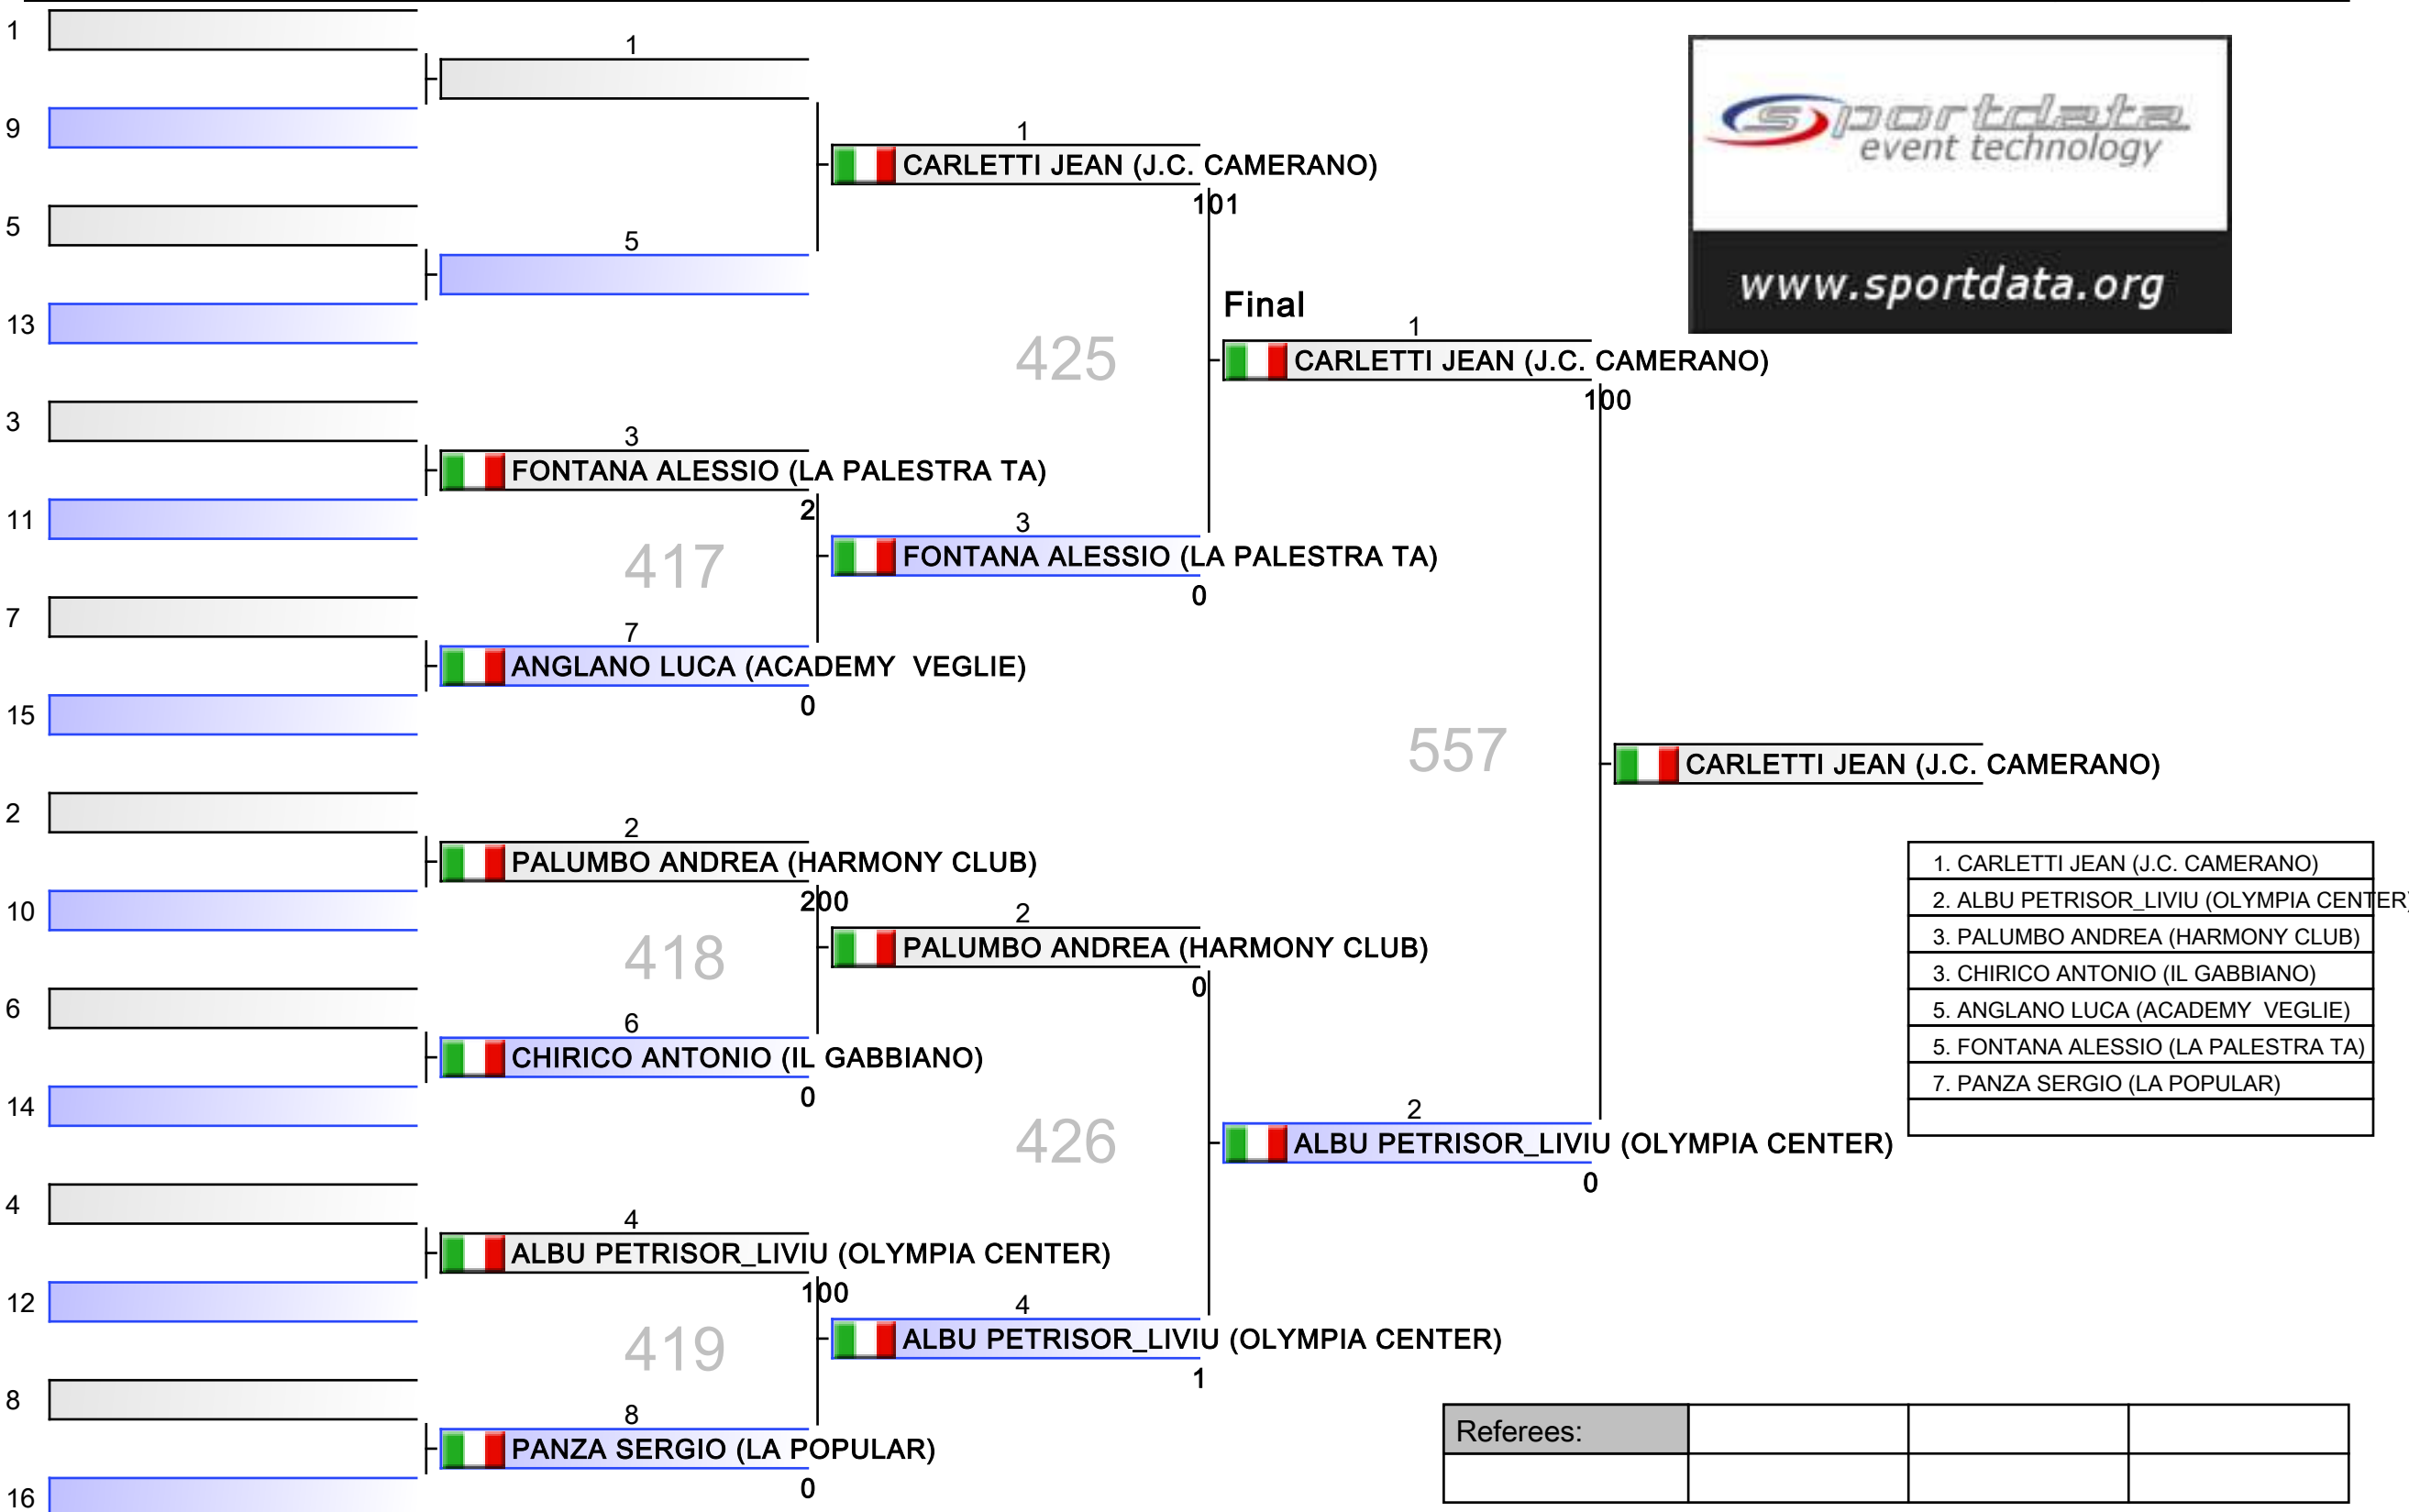 1
1
9
1
CARLETTI JEAN (J.C. CAMERANO)
101
5
5
13
sportdata
event technology
www.sportdata.org
425
Final
1
CARLETTI JEAN (J.C. CAMERANO)
100
3
3
FONTANA ALESSIO (LA PALESTRA TA)
2
11
417
3
FONTANA ALESSIO (LA PALESTRA TA)
0
7
7
ANGLANO LUCA (ACADEMY  VEGLIE)
0
15
557
CARLETTI JEAN (J.C. CAMERANO)
2
2
PALUMBO ANDREA (HARMONY CLUB)
200
10
418
2
PALUMBO ANDREA (HARMONY CLUB)
0
6
6
CHIRICO ANTONIO (IL GABBIANO)
0
14
426
2
ALBU PETRISOR_LIVIU (OLYMPIA CENTER)
0
1. CARLETTI JEAN (J.C. CAMERANO)
2. ALBU PETRISOR_LIVIU (OLYMPIA CENTER)
3. PALUMBO ANDREA (HARMONY CLUB)
3. CHIRICO ANTONIO (IL GABBIANO)
5. ANGLANO LUCA (ACADEMY  VEGLIE)
5. FONTANA ALESSIO (LA PALESTRA TA)
7. PANZA SERGIO (LA POPULAR)
4
4
ALBU PETRISOR_LIVIU (OLYMPIA CENTER)
100
12
419
4
ALBU PETRISOR_LIVIU (OLYMPIA CENTER)
1
8
8
PANZA SERGIO (LA POPULAR)
0
16
Referees: